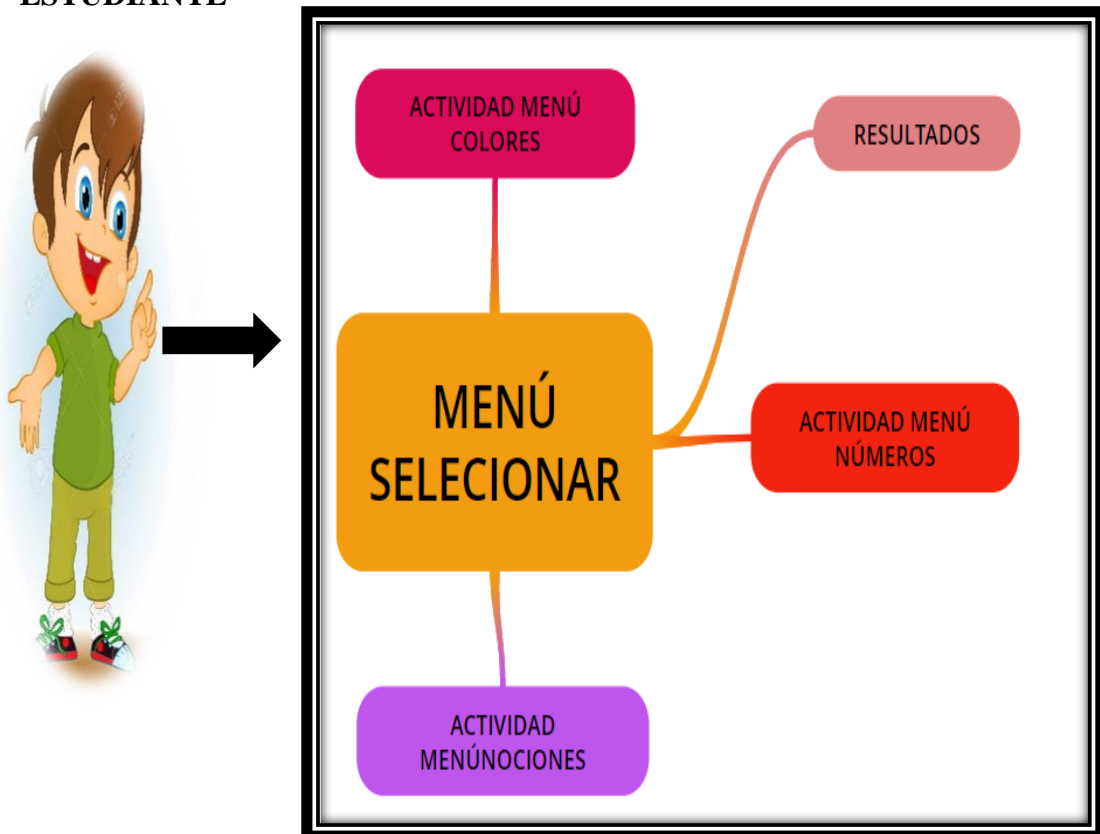 ESTUDIANTE
ACTIVIDAD MENÚ
COLORES
RESULTADOS
MENÚ
SELECIONAR
ACTIVIDAD MENÚ
NÚMEROS
ACTIVIDAD
MENÚNOCIONES